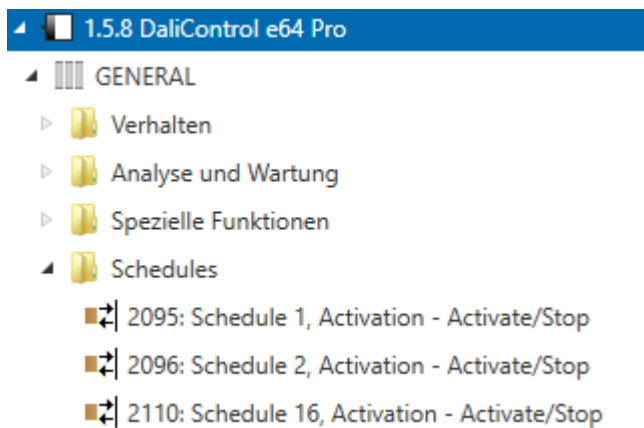 1.5.8 DaliControl e64 Pro
GENERAL
Verhalten
Analyse und Wartung
Spezielle Funktionen
Schedules
2095: Schedule 1, Activation - Activate/Stop
2096: Schedule 2, Activation - Activate/Stop
2110: Schedule 16, Activation - Activate/Stop